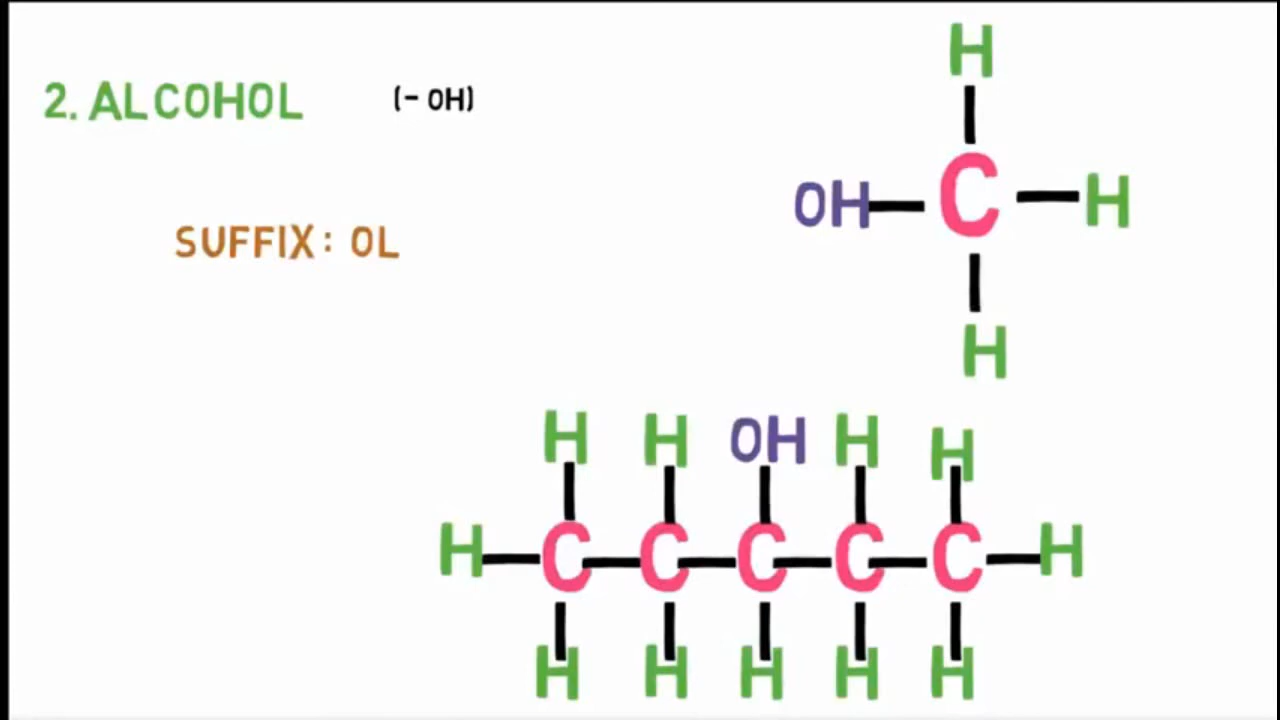 2. ALCOHOL (- OH)
SUFFIX: OL
H
OH C H
H
H H OH H H
H C C C C C H
H H H H H